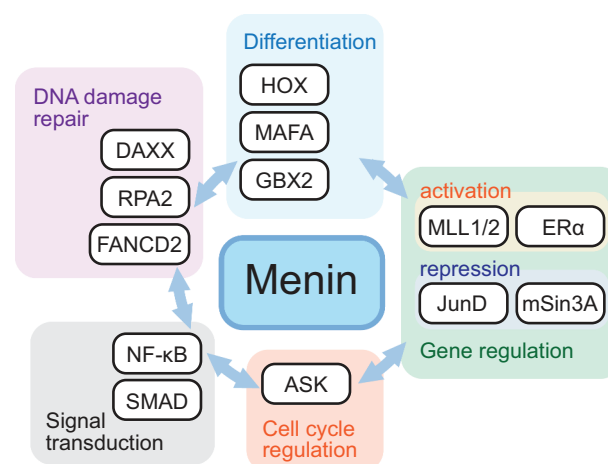 Differentiation
HOX
MAFA
GBX2
DNA damage
repair
DAXX
RPA2
FANCD2
activation
MLL1/2
ERα
repression
JunD
mSin3A
Gene regulation
Menin
NF-κB
SMAD
Signal
transduction
ASK
Cell cycle
regulation